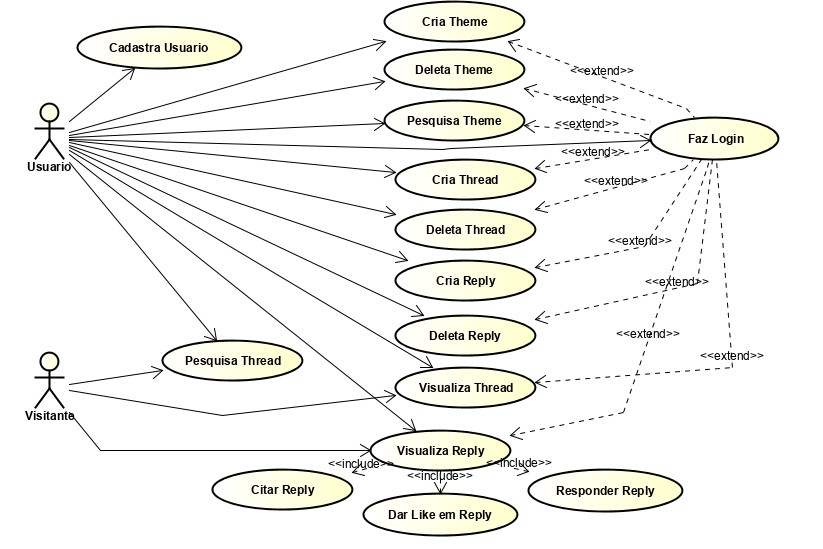 Cria Theme
Cadastra Usuario
Deleta Theme
<<extend>>
<<extend>>
Pesquisa Theme
<<extend>>
Faz Login
Usuario
<<extend>>
Cria Thread
<<extend>>
Deleta Thread
<<extend>>
Cria Reply
<<extend>>
Deleta Reply
<<extend>>
Pesquisa Thread
<<extend>>
Visualiza Thread
Visitante
Visualiza Reply
<<include>>
<<include>>
<<include>>
Citar Reply
Dar Like em Reply
Responder Reply